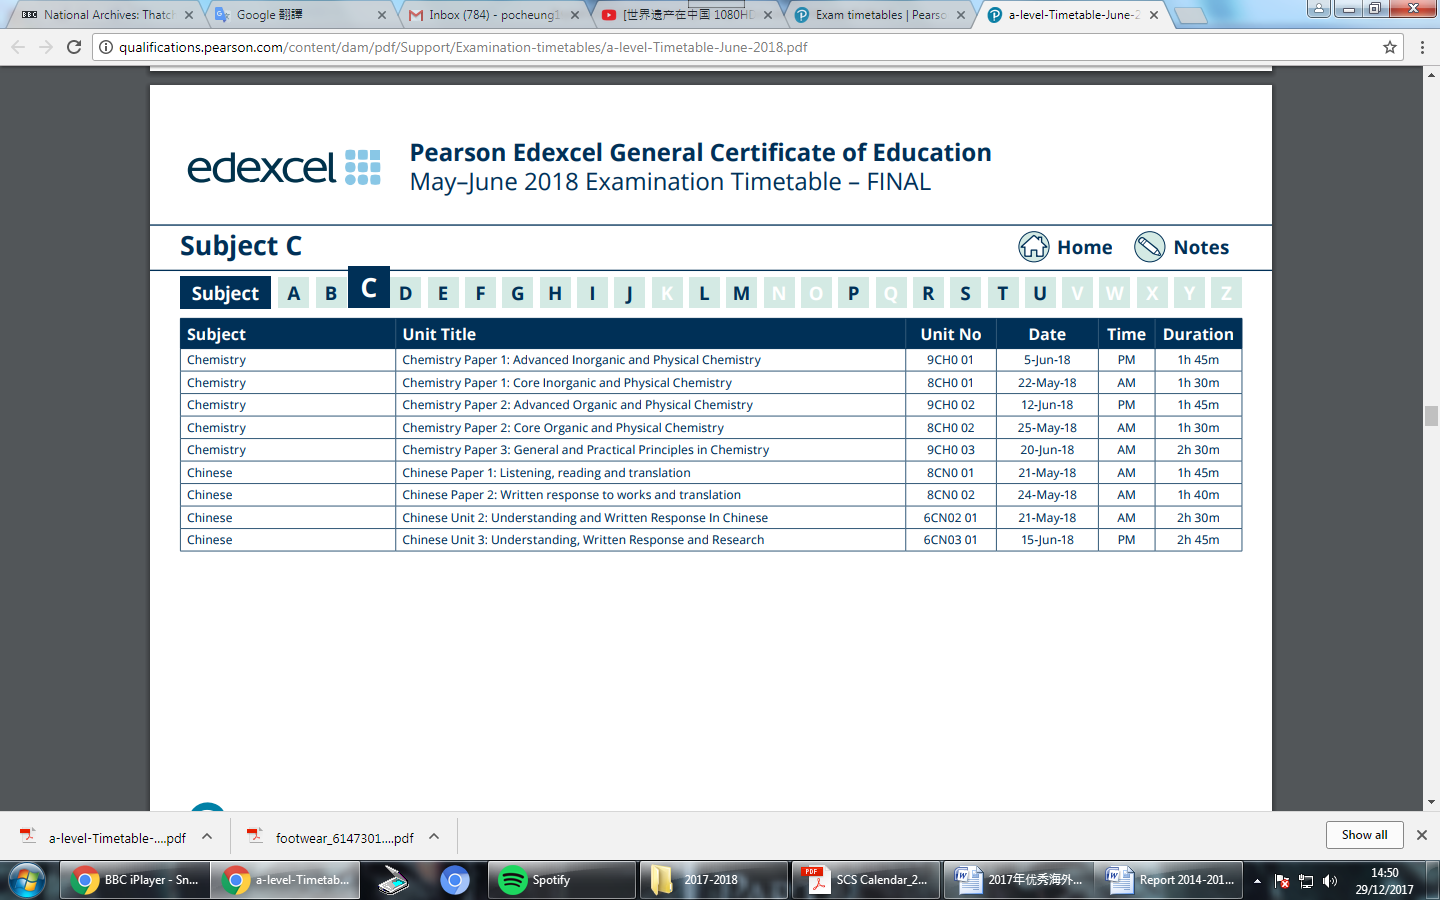 National Archives: Thatch
Google 翻譯
Inbox (784) - pocheung1
[世界遗产在中国 1080HD
Exam timetables | Pearso
a-level-Timetable-June-2
qualifications.pearson.com/content/dam/pdf/Support/Examination-timetables/a-level-Timetable-June-2018.pdf
edexcel
Pearson Edexcel General Certificate of Education
May–June 2018 Examination Timetable – FINAL
Subject C
Home
Notes
Subject A B C D E F G H I J K L M N O P Q R S T U V W X Y Z
Subject Unit Title Unit No Date Time Duration
Chemistry Chemistry Paper 1: Advanced Inorganic and Physical Chemistry 9CH0 01 5-Jun-18 PM 1h 45m
Chemistry Chemistry Paper 1: Core Inorganic and Physical Chemistry 8CH0 01 22-May-18 AM 1h 30m
Chemistry Chemistry Paper 2: Advanced Organic and Physical Chemistry 9CH0 02 12-Jun-18 PM 1h 45m
Chemistry Chemistry Paper 2: Core Organic and Physical Chemistry 8CH0 02 25-May-18 AM 1h 30m
Chemistry Chemistry Paper 3: General and Practical Principles in Chemistry 9CH0 03 20-Jun-18 AM 2h 30m
Chinese Chinese Paper 1: Listening, reading and translation 8CN0 01 21-May-18 AM 1h 45m
Chinese Chinese Paper 2: Written response to works and translation 8CN0 02 24-May-18 AM 1h 40m
Chinese Chinese Unit 2: Understanding and Written Response In Chinese 6CN02 01 21-May-18 AM 2h 30m
Chinese Chinese Unit 3: Understanding, Written Response and Research 6CN03 01 15-Jun-18 PM 2h 45m
a-level-Timetable-....pdf
footwear_6147301....pdf
Show all
BBC iPlayer - Sn...
a-level-Timetab...
Spotify
2017-2018
SCS Calendar_2...
2017年优秀海外...
Report 2014-201...
14:50
29/12/2017